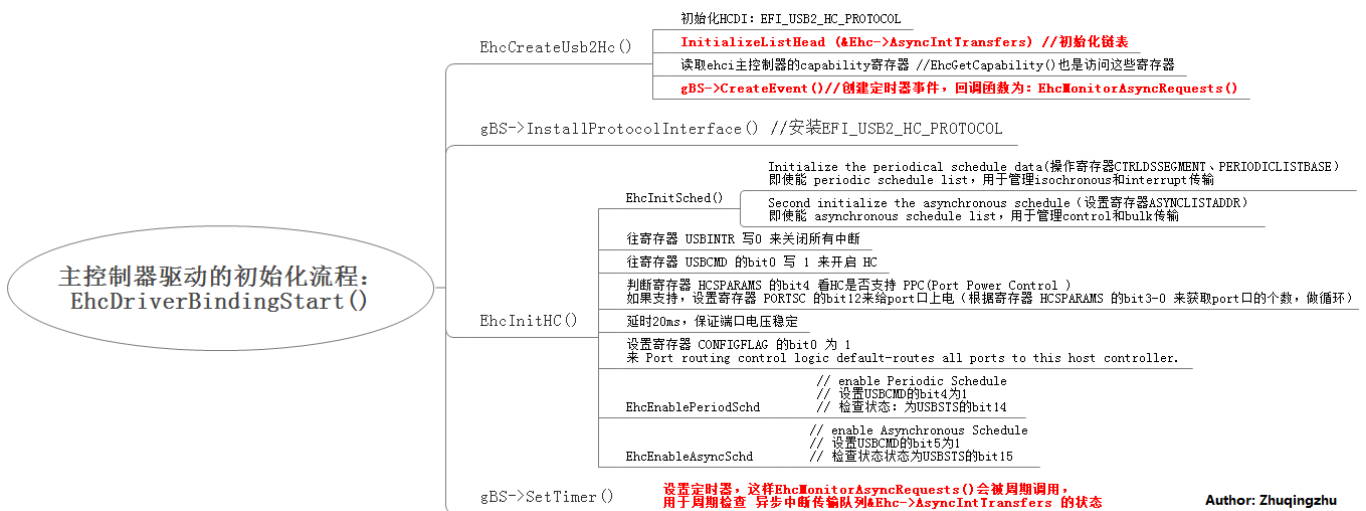 主控制器驱动的初始化流程：
EhcDriverBindingStart()
EhcCreateUsb2Hc()
初始化HCDI：EFI_USB2_HC_PROTOCOL
InitializeListHead (&Ehc->AsyncIntTransfers) //初始化链表
读取ehci主控制器的capability寄存器 //EhcGetCapability()也是访问这些寄存器
gBS->CreateEvent()//创建定时器事件，回调函数为：EhcMonitorAsyncRequests()
gBS->InstallProtocolInterface() //安装EFI_USB2_HC_PROTOCOL
EhcInitHC()
EhcInitSched()
Initialize the periodical schedule data(操作寄存器CTRLDSSEGMENT、PERIODICLISTBASE)
即使能 periodic schedule list，用于管理isochronous和interrupt传输
Second initialize the asynchronous schedule（设置寄存器ASYNCLISTADDR)
即使能 asynchronous schedule list，用于管理control和bulk传输
往寄存器 USBINTR 写0 来关闭所有中断
往寄存器 USBCMD 的bit0 写 1 来开启 HC
判断寄存器 HCSPARAMS 的bit4 看HC是否支持 PPC(Port Power Control )
如果支持，设置寄存器 PORTSC 的bit12来给port口上电（根据寄存器 HCSPARAMS 的bit3-0 来获取port口的个数，做循环）
延时20ms，保证端口电压稳定
设置寄存器 CONFIGFLAG 的bit0 为 1
来 Port routing control logic default-routes all ports to this host controller.
EhcEnablePeriodSchd
// enable Periodic Schedule
// 设置USBCMD的bit4为1
// 检查状态：为USBSTS的bit14
EhcEnableAsyncSchd
// enable Asynchronous Schedule
// 设置USBCMD的bit5为1
// 检查状态状态为USBSTS的bit15
gBS->SetTimer()
设置定时器，这样EhcMonitorAsyncRequests()会被周期调用，
用于周期检查 异步中断传输队列&Ehc->AsyncIntTransfers 的状态
Author: Zhuqingzhu